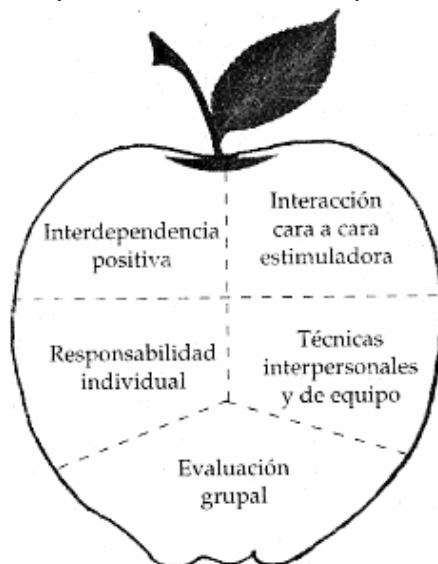 Interdependencia
positiva
Interacción
cara a cara
estimuladora
Responsabilidad
individual
Técnicas
interpersonales
y de equipo
Evaluación
grupal